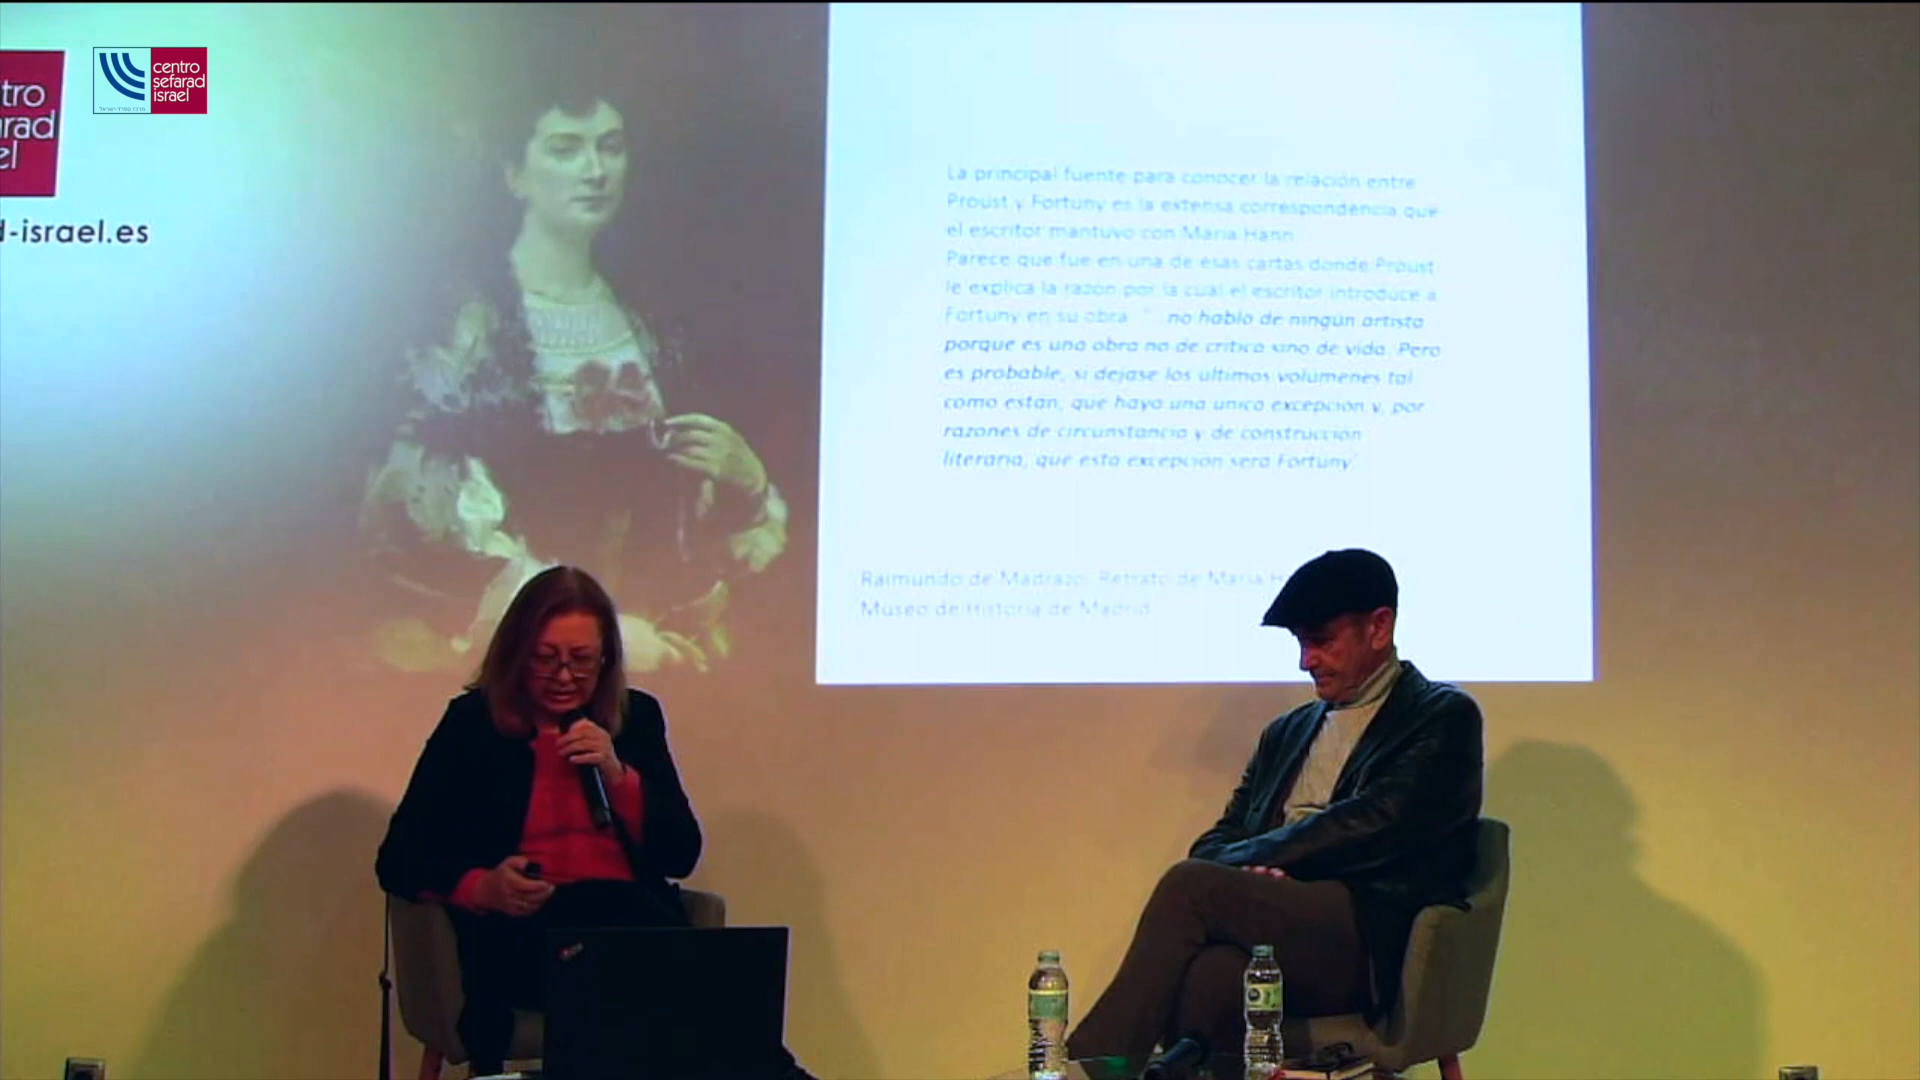 centro
sefarad
israel
tro
arad
el
d-israel.es
La principal fuente para conocer la relación entre
Proust y Fortuny es la extensa correspondencia que
el escritor mantuvo con Maria Hann.
Parece que fue en una de esas cartas donde Proust
le explica la razón por la cual el escritor introduce a
Fortuny en su obra: "...no hablo de ningún artista
porque es una obra no de crítica sino de vida. Pero
es probable, si dejase los últimos volúmenes tal
como están, que haya una única excepción y, por
razones de circunstancia y de construcción
literaria, que esta excepción será Fortuny".
Raimundo de Madrazo. Retrato de Maria H
Museo de Historia de Madrid